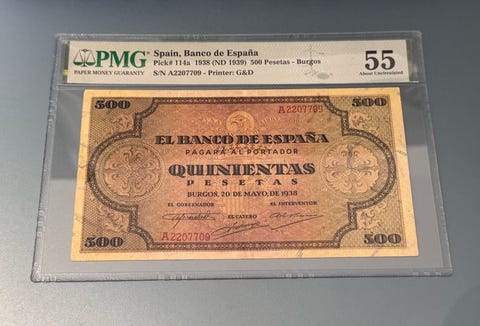 PMG
PAPER MONEY GUARANTY
Spain, Banco de España
Pick# 114a 1938 (ND 1939) 500 Pesetas - Burgos
S/N A2207709 - Printer: G&D
55
About Uncirculated
500 500
A2207709
EL BANCO DE ESPAÑA
PAGARÁ AL PORTADOR
QUINIENTAS
PESETAS
BURGOS, 20 DE MAYO, DE 1938
EL GOBERNADOR EL INTERVENTOR
EL CAJERO
A2207709
500 500